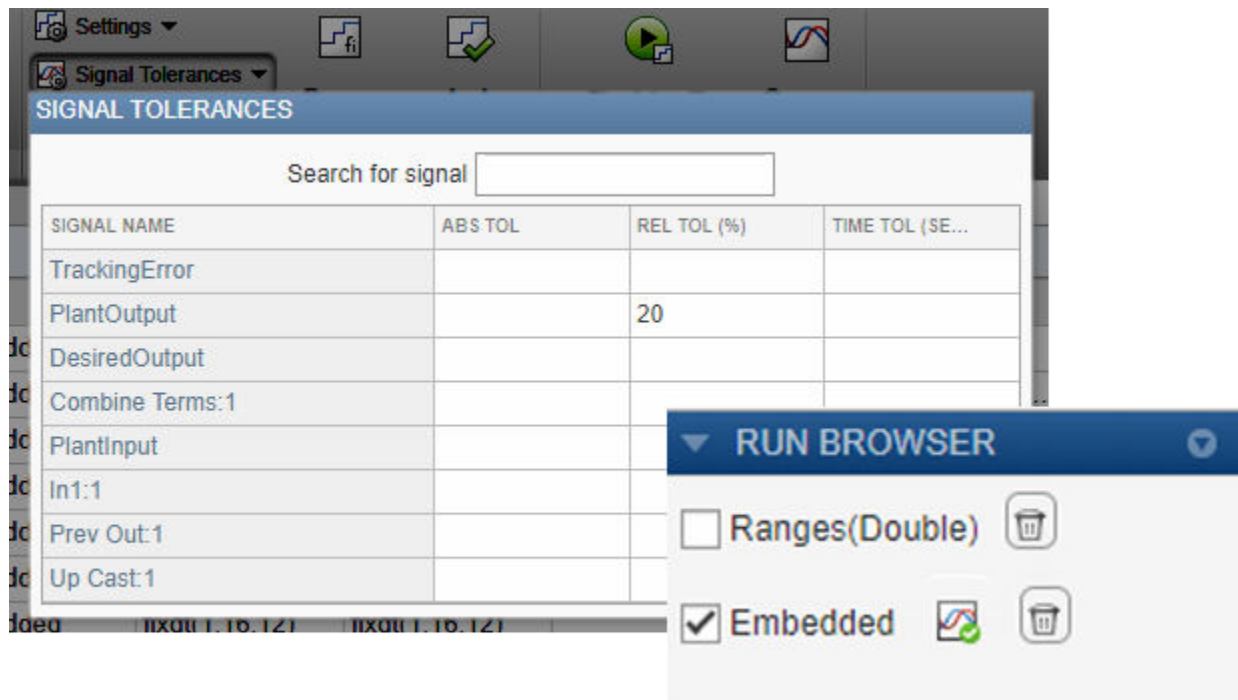 Settings
fi
Signal Tolerances
SIGNAL TOLERANCES
Search for signal
SIGNAL NAME ABS TOL REL TOL (%) TIME TOL (SE...
TrackingError
PlantOutput 20
DesiredOutput
Combine Terms:1
PlantInput
In1:1
Prev Out:1
Up Cast:1
RUN BROWSER
Ranges(Double)
Embedded